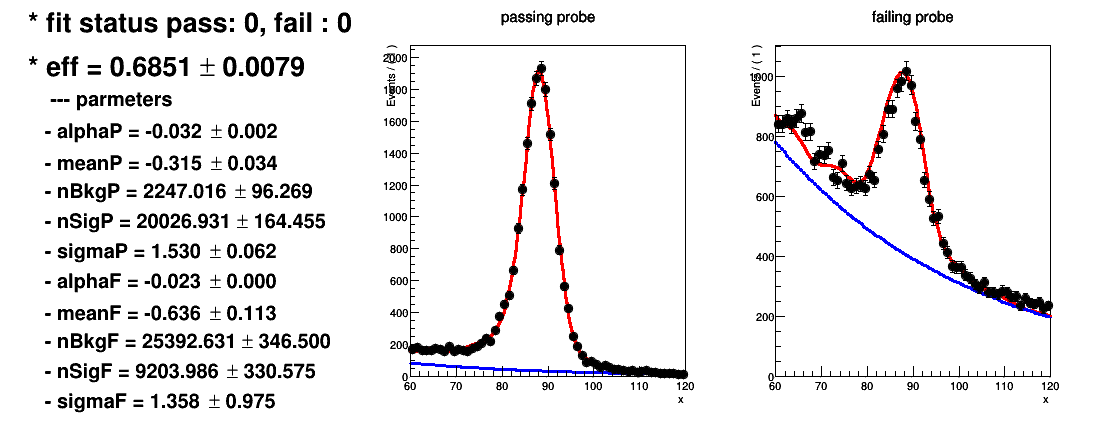 * fit status pass: 0, fail : 0
* eff = 0.6851 ± 0.0079
--- parmeters
- alphaP = -0.032 ± 0.002
- meanP = -0.315 ± 0.034
- nBkgP = 2247.016 ± 96.269
- nSigP = 20026.931 ± 164.455
- sigmaP = 1.530 ± 0.062
- alphaF = -0.023 ± 0.000
- meanF = -0.636 ± 0.113
- nBkgF = 25392.631 ± 346.500
- nSigF = 9203.986 ± 330.575
- sigmaF = 1.358 ± 0.975
passing probe
Events / ( 1 )
2000
1800
1600
1400
1200
1000
800
600
400
200
0
60 70 80 90 100 110 120
x
failing probe
Events / ( 1 )
1000
800
600
400
200
0
60 70 80 90 100 110 120
x